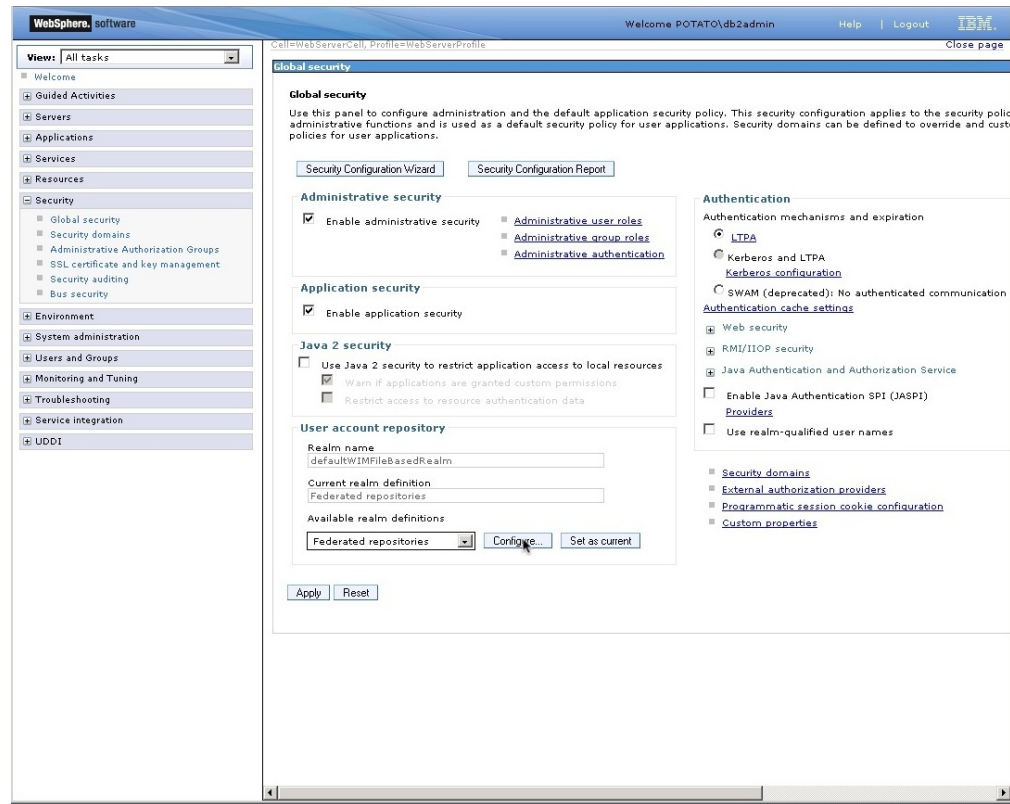 WebSphere. software
Welcome POTATO\db2admin
Help | Logout
IBM.
View: All tasks
Welcome
Guided Activities
Servers
Applications
Services
Resources
Security
Global security
Security domains
Administrative Authorization Groups
SSL certificate and key management
Security auditing
Bus security
Environment
System administration
Users and Groups
Monitoring and Tuning
Troubleshooting
Service integration
UDDI
Cell=WebServerCell, Profile=WebServerProfile
Close page
Global security
Global security
Use this panel to configure administration and the default application security policy. This security configuration applies to the security polic
administrative functions and is used as a default security policy for user applications. Security domains can be defined to override and cust
policies for user applications.
Security Configuration Wizard
Security Configuration Report
Administrative security
Enable administrative security
Administrative user roles
Administrative group roles
Administrative authentication
Application security
Enable application security
Java 2 security
Use Java 2 security to restrict application access to local resources
Warn if applications are granted custom permissions
Restrict access to resource authentication data
User account repository
Realm name
defaultWIMFileBasedRealm
Current realm definition
Federated repositories
Available realm definitions
Federated repositories
Configure...
Set as current
Apply
Reset
Authentication
Authentication mechanisms and expiration
LTPA
Kerberos and LTPA
Kerberos configuration
SWAM (deprecated): No authenticated communication
Authentication cache settings
Web security
RMI/IIOP security
Java Authentication and Authorization Service
Enable Java Authentication SPI (JASPI)
Providers
Use realm-qualified user names
Security domains
External authorization providers
Programmatic session cookie configuration
Custom properties